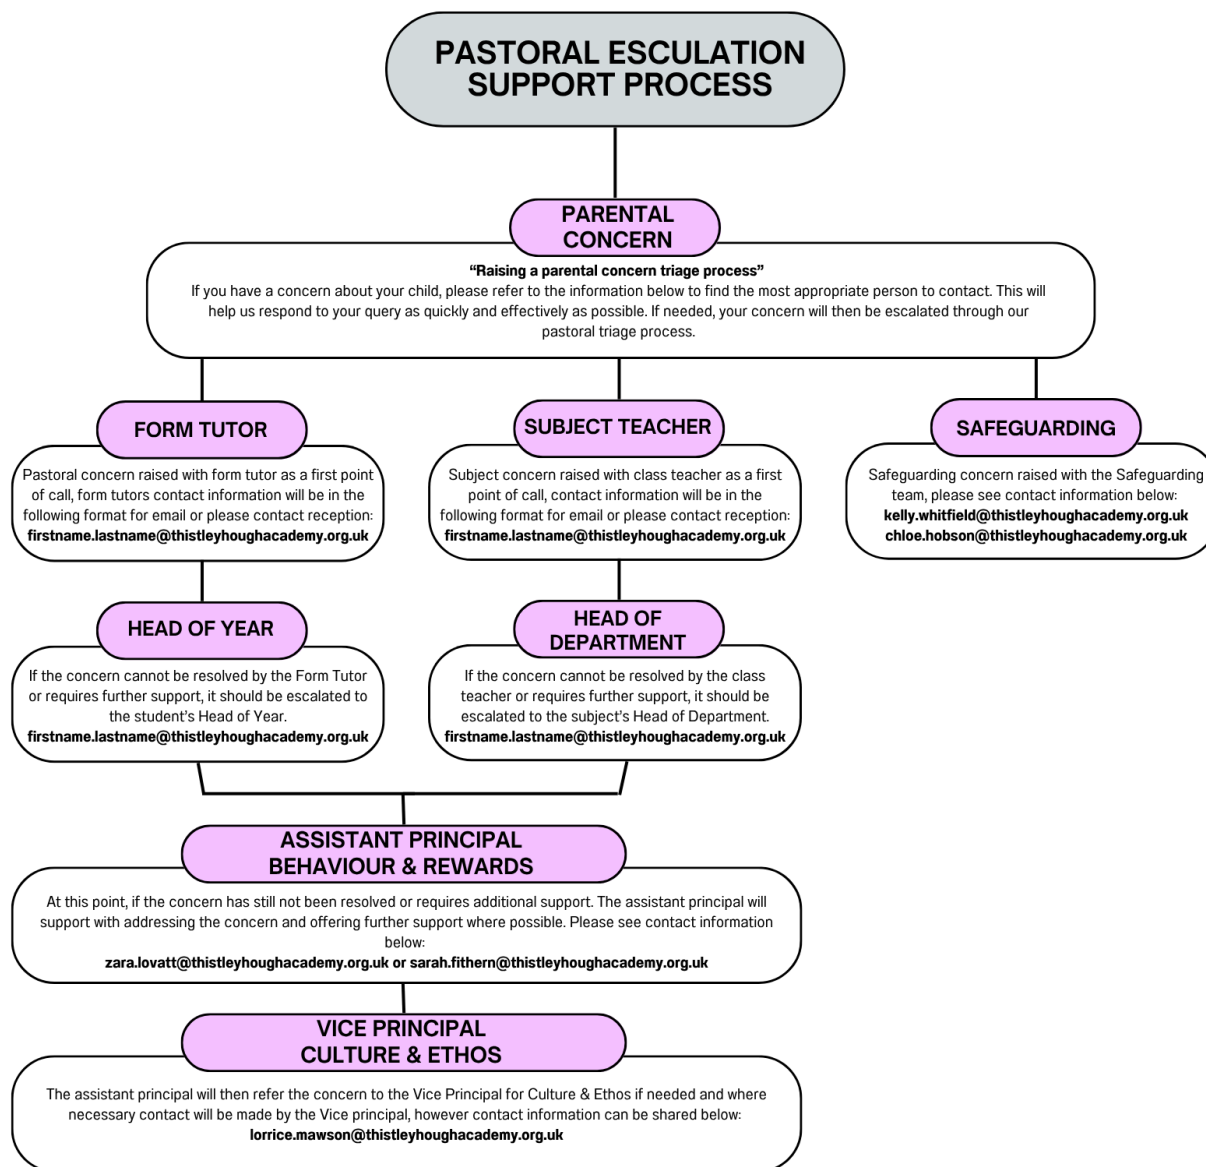 PASTORAL ESCULATION
SUPPORT PROCESS
PARENTAL
CONCERN
“Raising a parental concern triage process”
If you have a concern about your child, please refer to the information below to find the most appropriate person to contact. This will
help us respond to your query as quickly and effectively as possible. If needed, your concern will then be escalated through our
pastoral triage process.
FORM TUTOR
Pastoral concern raised with form tutor as a first point
of call, form tutors contact information will be in the
following format for email or please contact reception:
firstname.lastname@thistleyhoughacademy.org.uk
SUBJECT TEACHER
Subject concern raised with class teacher as a first
point of call, contact information will be in the
following format for email or please contact reception:
firstname.lastname@thistleyhoughacademy.org.uk
SAFEGUARDING
Safeguarding concern raised with the Safeguarding
team, please see contact information below:
kelly.whitfield@thistleyhoughacademy.org.uk
chloe.hobson@thistleyhoughacademy.org.uk
HEAD OF YEAR
If the concern cannot be resolved by the Form Tutor
or requires further support, it should be escalated to
the student’s Head of Year.
firstname.lastname@thistleyhoughacademy.org.uk
HEAD OF
DEPARTMENT
If the concern cannot be resolved by the class
teacher or requires further support, it should be
escalated to the subject’s Head of Department.
firstname.lastname@thistleyhoughacademy.org.uk
ASSISTANT PRINCIPAL
BEHAVIOUR & REWARDS
At this point, if the concern has still not been resolved or requires additional support. The assistant principal will
support with addressing the concern and offering further support where possible. Please see contact information
below:
zara.lovatt@thistleyhoughacademy.org.uk or sarah.fithern@thistleyhoughacademy.org.uk
VICE PRINCIPAL
CULTURE & ETHOS
The assistant principal will then refer the concern to the Vice Principal for Culture & Ethos if needed and where
necessary contact will be made by the Vice principal, however contact information can be shared below:
lorrice.mawson@thistleyhoughacademy.org.uk